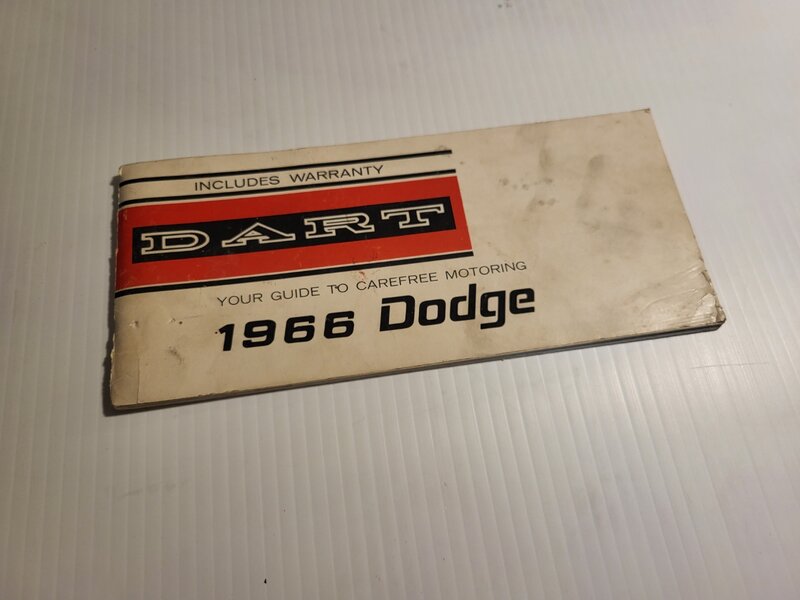 INCLUDES WARRANTY
DART
YOUR GUIDE TO CAREFREE MOTORING
1966 Dodge